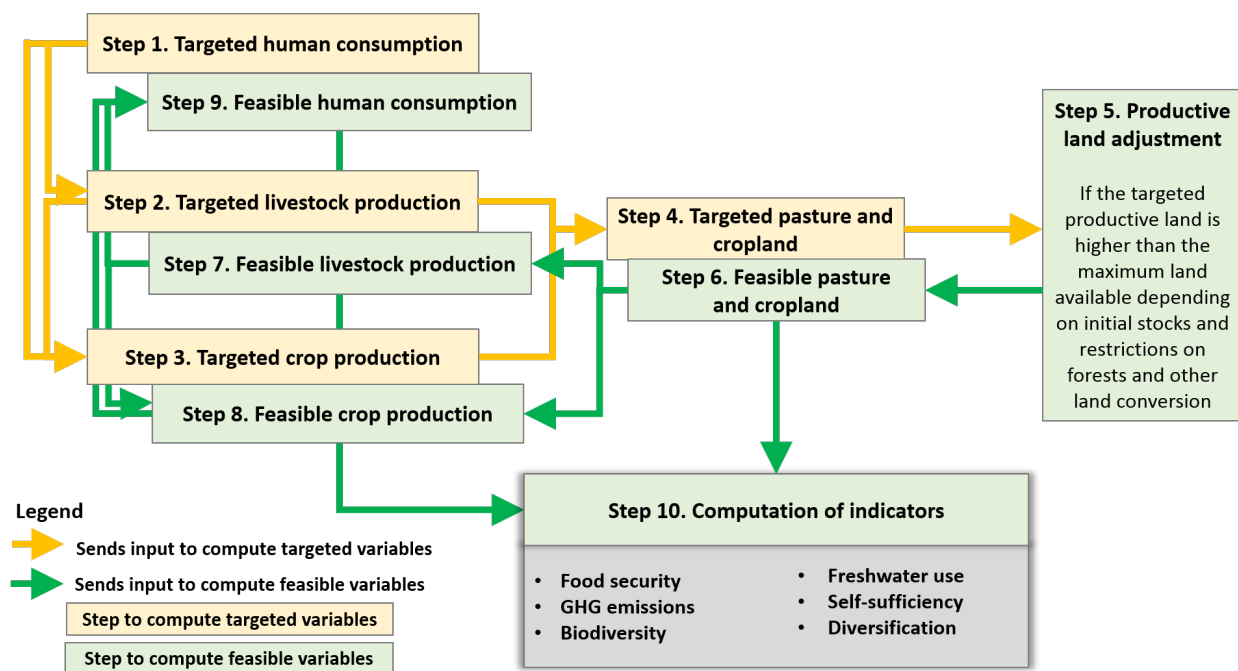 Step 1. Targeted human consumption
Step 9. Feasible human consumption
Step 2. Targeted livestock production
Step 7. Feasible livestock production
Step 3. Targeted crop production
Step 8. Feasible crop production
Step 4. Targeted pasture and
cropland
Step 6. Feasible pasture
and cropland
Step 5. Productive
land adjustment
If the targeted
productive land is
higher than the
maximum land
available depending
on initial stocks and
restrictions on
forests and other
land conversion
Step 10. Computation of indicators
• Food security
• GHG emissions
• Biodiversity
• Freshwater use
• Self-sufficiency
• Diversification
Legend
Sends input to compute targeted variables
Sends input to compute feasible variables
Step to compute targeted variables
Step to compute feasible variables